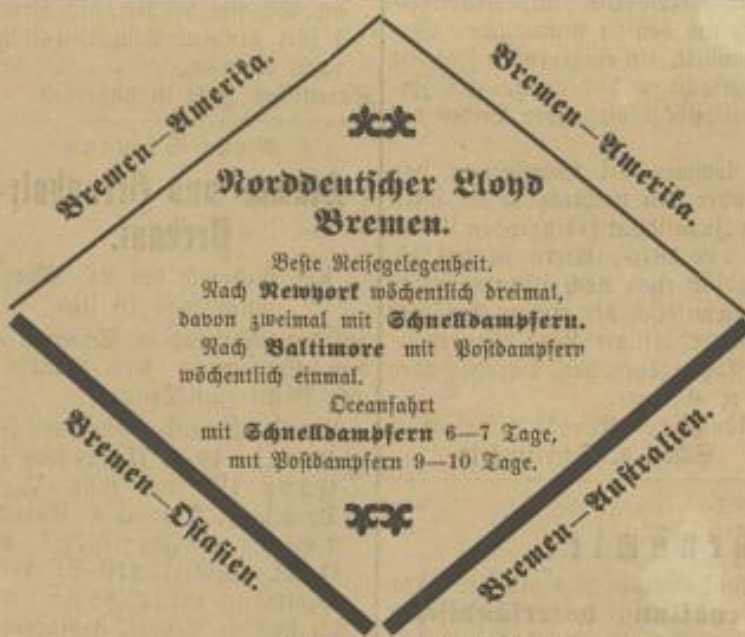 Bremen—Amerika.
Bremen—Amerika.
Norddeutscher Lloyd
Bremen.
Beste Reisegelegenheit.
Nach Newyork wöchentlich dreimal,
davon zweimal mit Schnelldampfern.
Nach Baltimore mit Postdampfern
wöchentlich einmal.
Oceanfahrt
mit Schnelldampfern 6—7 Tage,
mit Postdampfern 9—10 Tage.
Bremen—Ostasien.
Bremen—Australien.